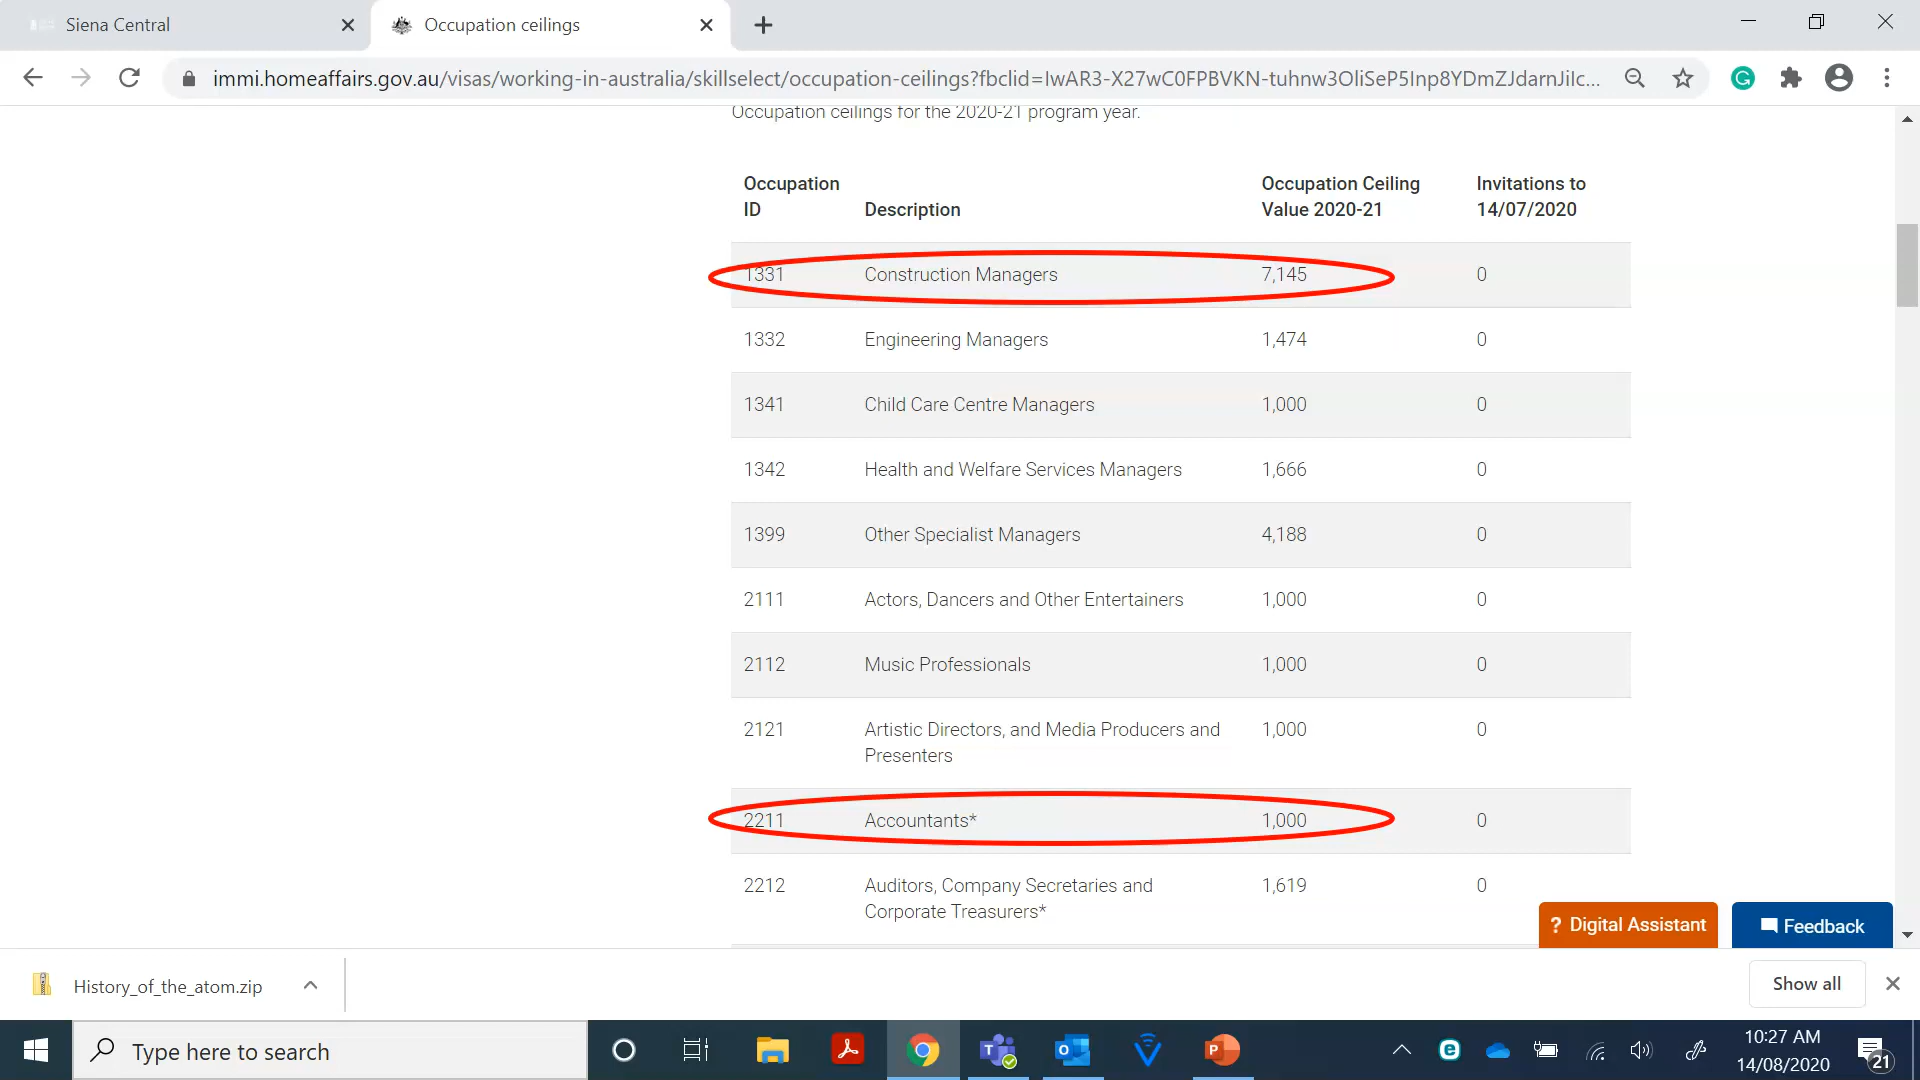 Siena Central
Occupation ceilings
immi.homeaffairs.gov.au/visas/working-in-australia/skillselect/occupation-ceilings?fbclid=IwAR3-X27wC0FPBVKN-tuhnw3OliSeP5Inp8YDmZJdarnJiIc...
Occupation ceilings for the 2020-21 program year.
Occupation ID Description Occupation Ceiling Value 2020-21 Invitations to 14/07/2020
1331 Construction Managers 7,145 0
1332 Engineering Managers 1,474 0
1341 Child Care Centre Managers 1,000 0
1342 Health and Welfare Services Managers 1,666 0
1399 Other Specialist Managers 4,188 0
2111 Actors, Dancers and Other Entertainers 1,000 0
2112 Music Professionals 1,000 0
2121 Artistic Directors, and Media Producers and 1,000 0
Presenters
2211 Accountants* 1,000 0
2212 Auditors, Company Secretaries and 1,619 0
Corporate Treasurers*
? Digital Assistant
Feedback
History_of_the_atom.zip
Show all
Type here to search
10:27 AM
14/08/2020
21